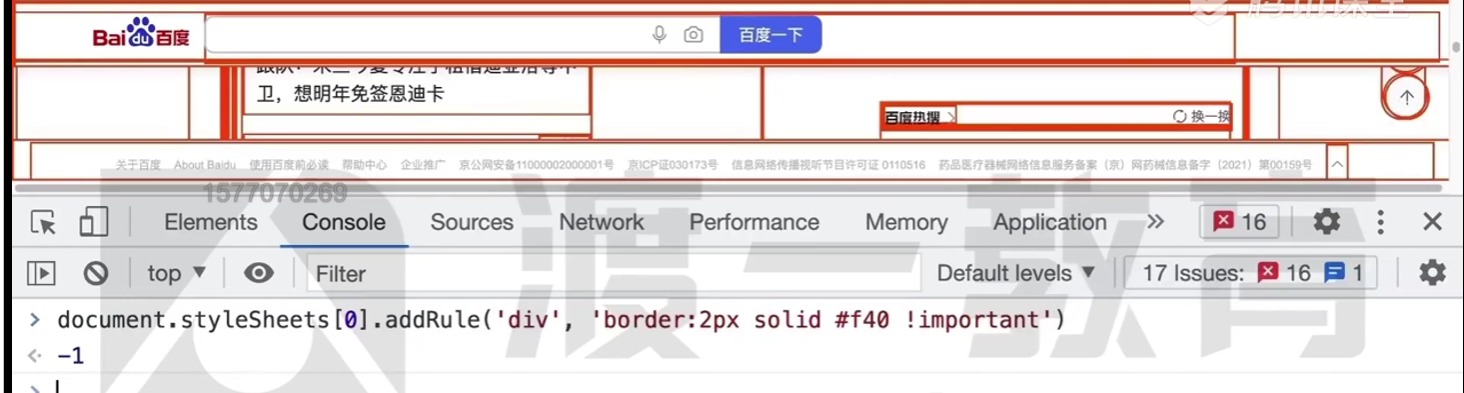 Bai du 百度 百度一下
卫，想明年免签恩迪卡
百度热搜 换一换
关于百度 About Baidu 使用百度前必读 帮助中心 企业推广 京公网安备11000002000001号 京ICP证030173号 信息网络传播视听节目许可证 0110516 药品医疗器械网络信息服务备案（京）网药械信息备字（2021）第00159号
1577070269
渡一教育
Elements Console Sources Network Performance Memory Application » 16
top ▼ Filter Default levels ▼ 17 Issues: 16 1
> document.styleSheets[0].addRule('div', 'border:2px solid #f40 !important')
<· -1